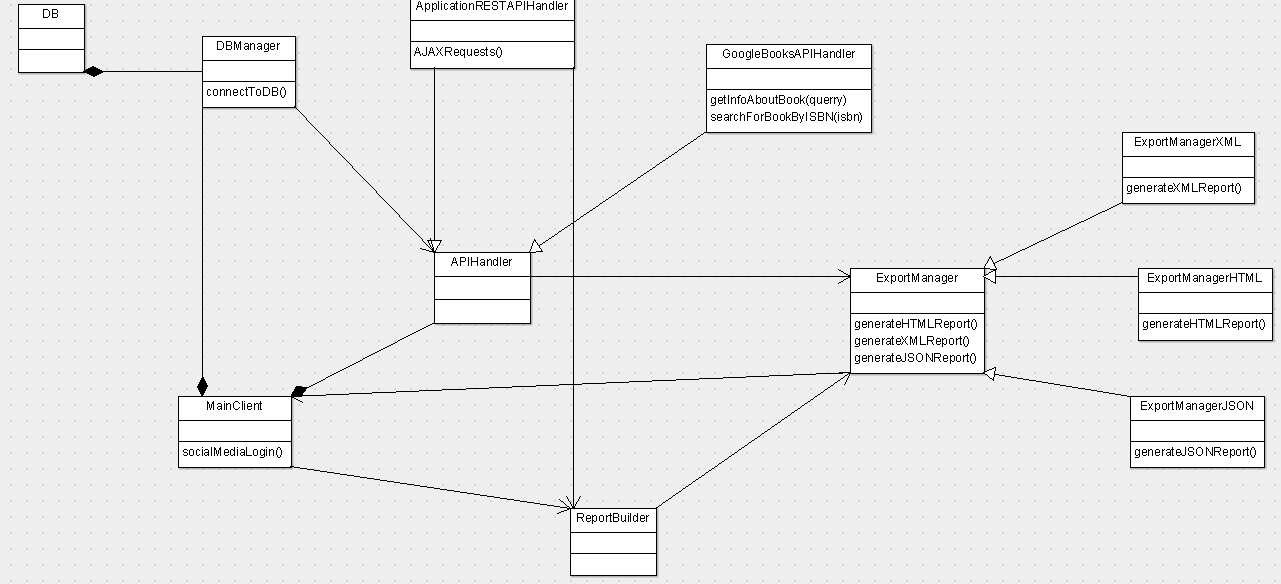 DB
DBManager
connectToDB()
ApplicationRESTAPIHandler
AJAXRequests()
GoogleBooksAPIHandler
getInfoAboutBook(querry)
searchForBookByISBN(isbn)
ExportManagerXML
generateXMLReport()
APIHandler
ExportManager
generateHTMLReport()
generateXMLReport()
generateJSONReport()
ExportManagerHTML
generateHTMLReport()
MainClient
socialMediaLogin()
ExportManagerJSON
generateJSONReport()
ReportBuilder